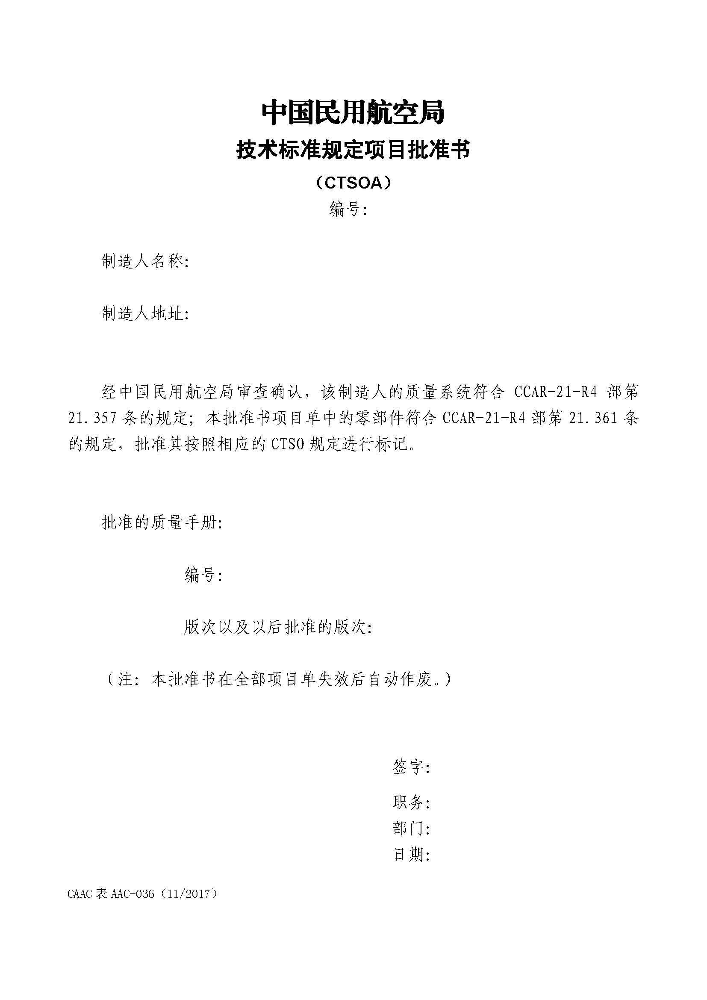 中国民用航空局
技术标准规定项目批准书
（CTSOA）
编号：
制造人名称：
制造人地址：
经中国民用航空局审查确认，该制造人的质量系统符合 CCAR-21-R4 部第
21.357 条的规定；本批准书项目单中的零部件符合 CCAR-21-R4 部第 21.361 条
的规定，批准其按照相应的 CTSO 规定进行标记。
批准的质量手册：
编号：
版次以及以后批准的版次：
（注：本批准书在全部项目单失效后自动作废。）
签字：
职务：
部门：
日期：
CAAC 表 AAC-036（11/2017）